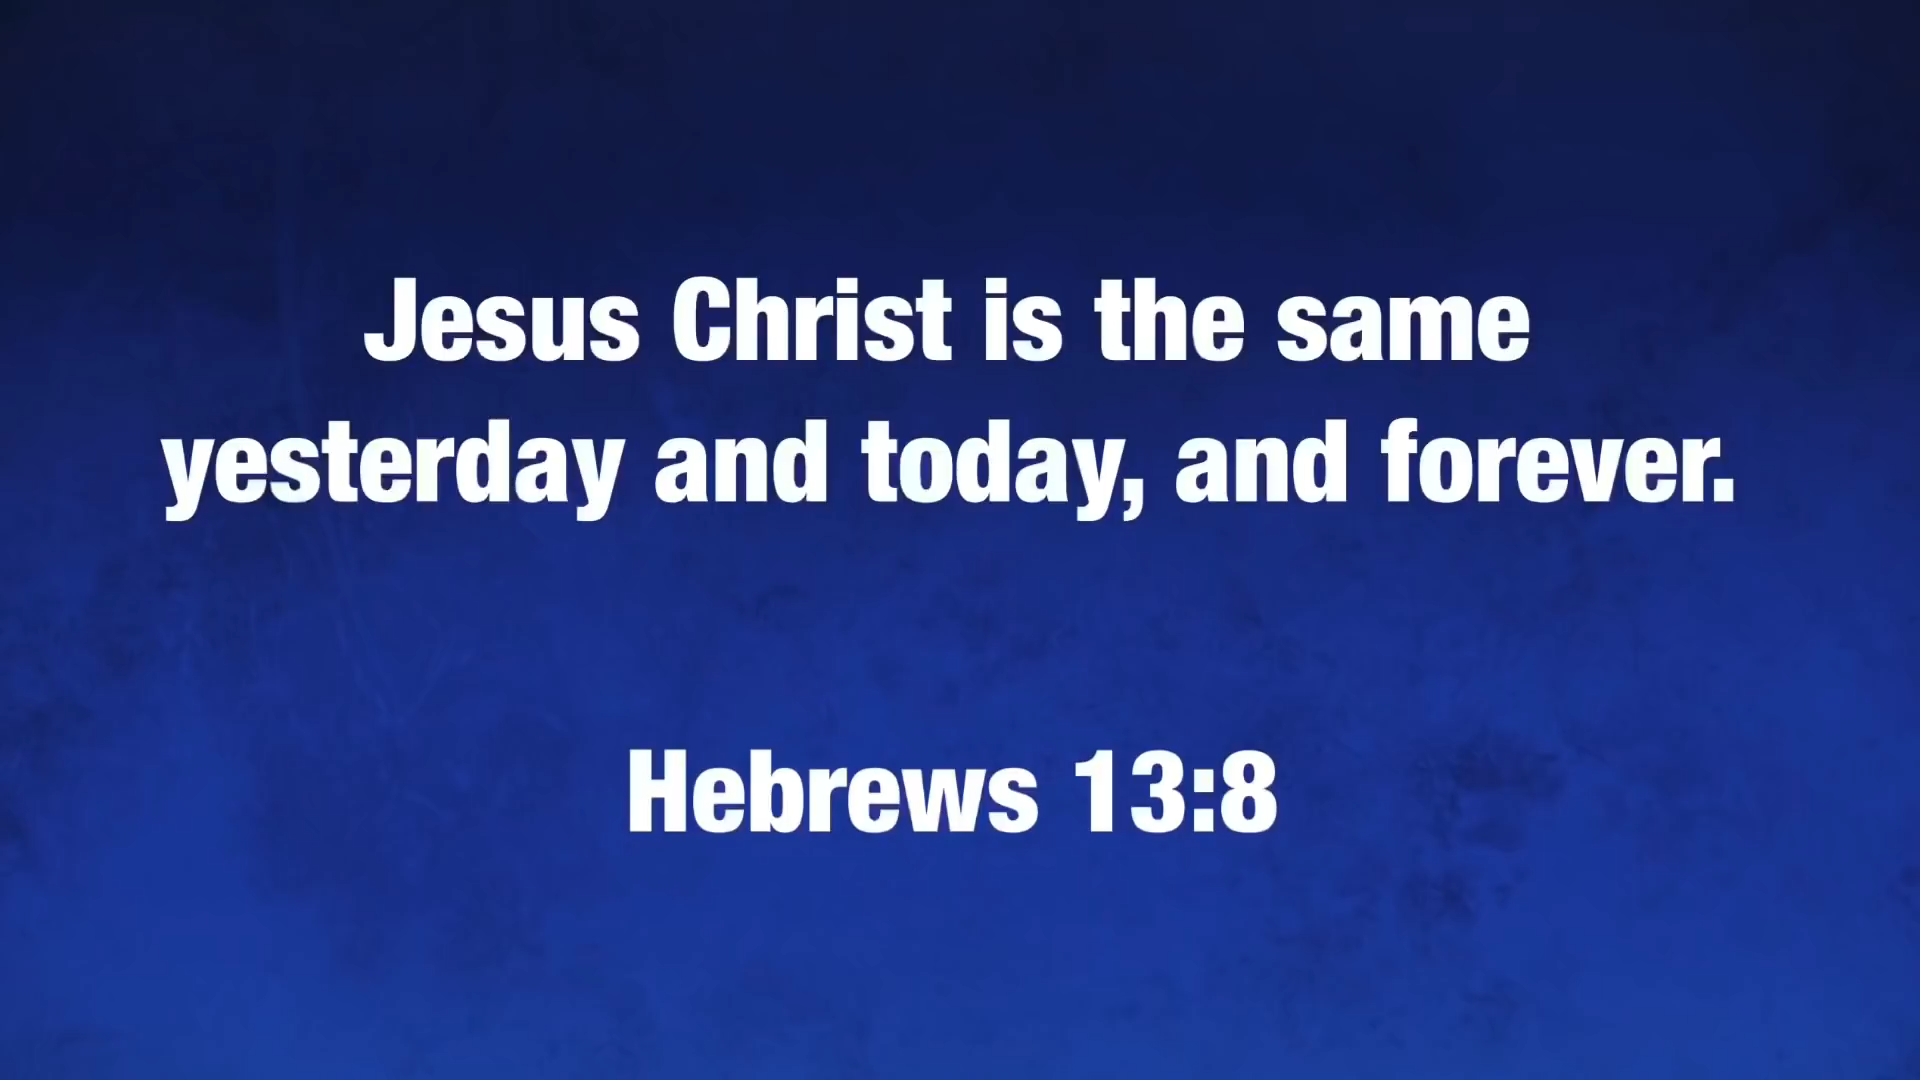 Jesus Christ is the same
yesterday and today, and forever.
Hebrews 13:8